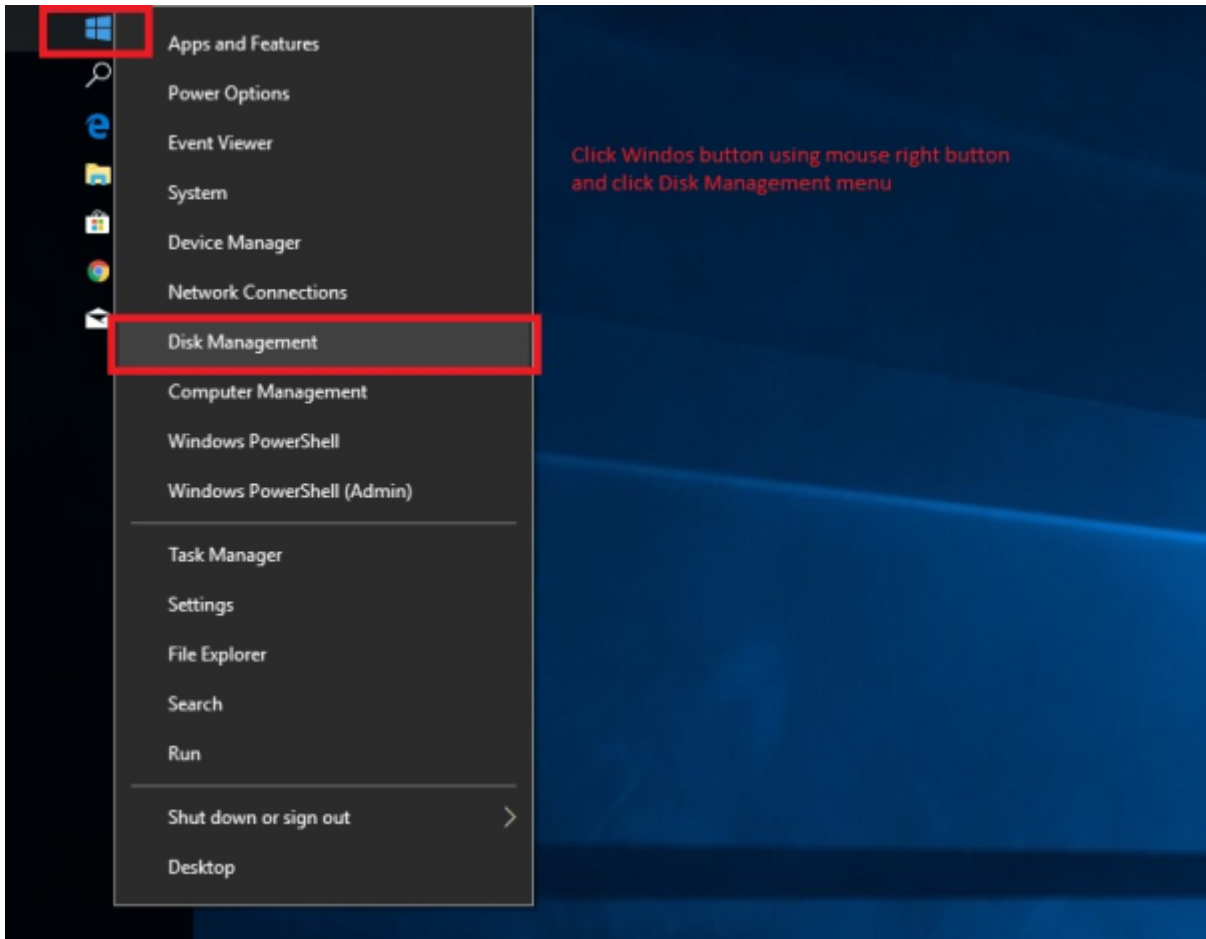 Apps and Features
Power Options
Event Viewer
System
Device Manager
Network Connections
Disk Management
Computer Management
Windows PowerShell
Windows PowerShell (Admin)
Task Manager
Settings
File Explorer
Search
Run
Shut down or sign out
Desktop
Click Windos button using mouse right button
and click Disk Management menu